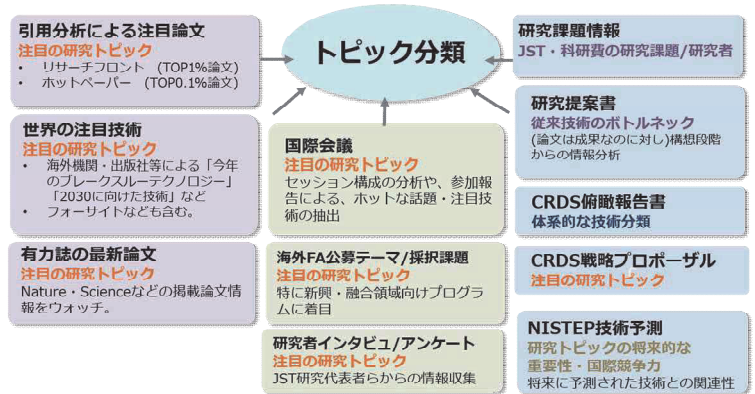 トピック分類
引用分析による注目論文
注目の研究トピック
• リサーチフロント (TOP1%論文)
• ホットペーパー (TOP0.1%論文)
世界の注目技術
注目の研究トピック
• 海外機関・出版社等による「今年
のブレークスルーテクノロジー」
「2030に向けた技術」など
• フォーサイトなども含む。
有力誌の最新論文
注目の研究トピック
Nature・Scienceなどの掲載論文情
報をウォッチ。
国際会議
注目の研究トピック
セッション構成の分析や、参加報
告による、ホットな話題・注目技
術の抽出
海外FA公募テーマ/採択課題
注目の研究トピック
特に新興・融合領域向けプログラ
ムに着目
研究者インタビュ/アンケート
注目の研究トピック
JST研究代表者らからの情報収集
研究課題情報
JST・科研費の研究課題/研究者
研究提案書
従来技術のボトルネック
(論文は成果なのに対し)構想段階
からの情報分析
CRDS俯瞰報告書
体系的な技術分類
CRDS戦略プロポーザル
注目の研究トピック
NISTEP技術予測
研究トピックの将来的な
重要性・国際競争力
将来に予測された技術との関連性